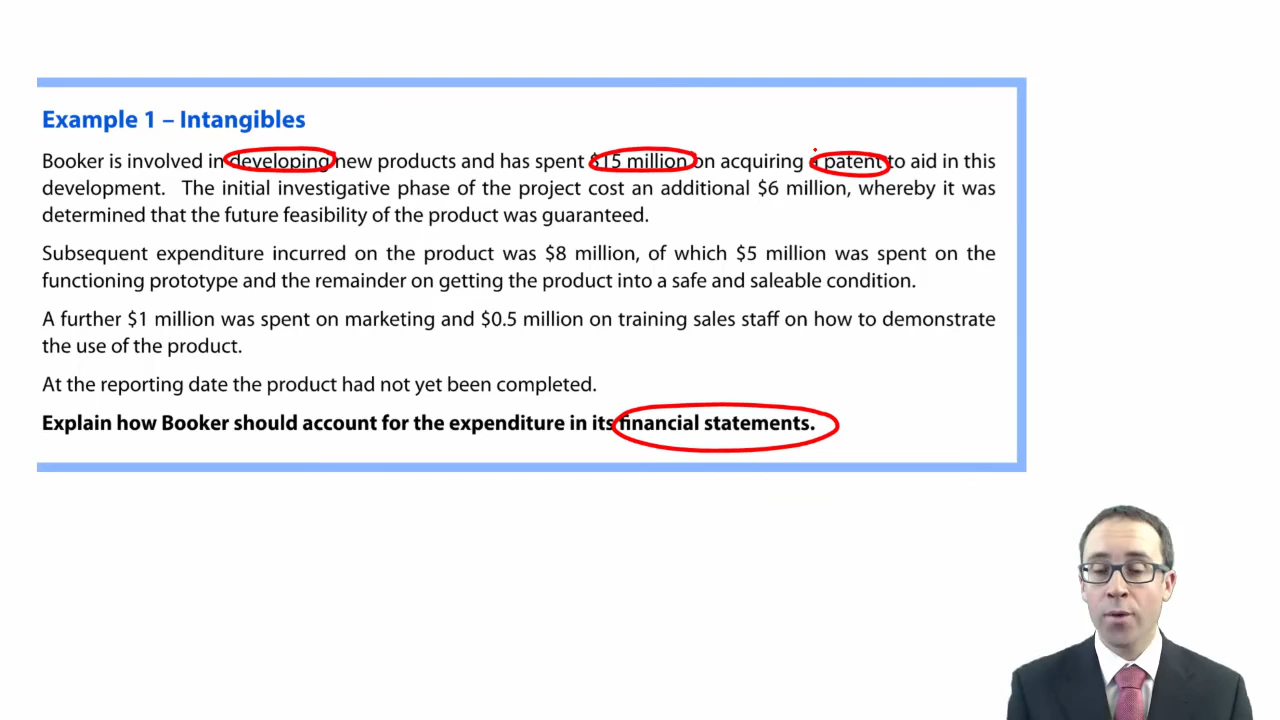 Example 1 – Intangibles
Booker is involved in developing new products and has spent $15 million on acquiring a patent to aid in this
development. The initial investigative phase of the project cost an additional $6 million, whereby it was
determined that the future feasibility of the product was guaranteed.
Subsequent expenditure incurred on the product was $8 million, of which $5 million was spent on the
functioning prototype and the remainder on getting the product into a safe and saleable condition.
A further $1 million was spent on marketing and $0.5 million on training sales staff on how to demonstrate
the use of the product.
At the reporting date the product had not yet been completed.
Explain how Booker should account for the expenditure in its financial statements.